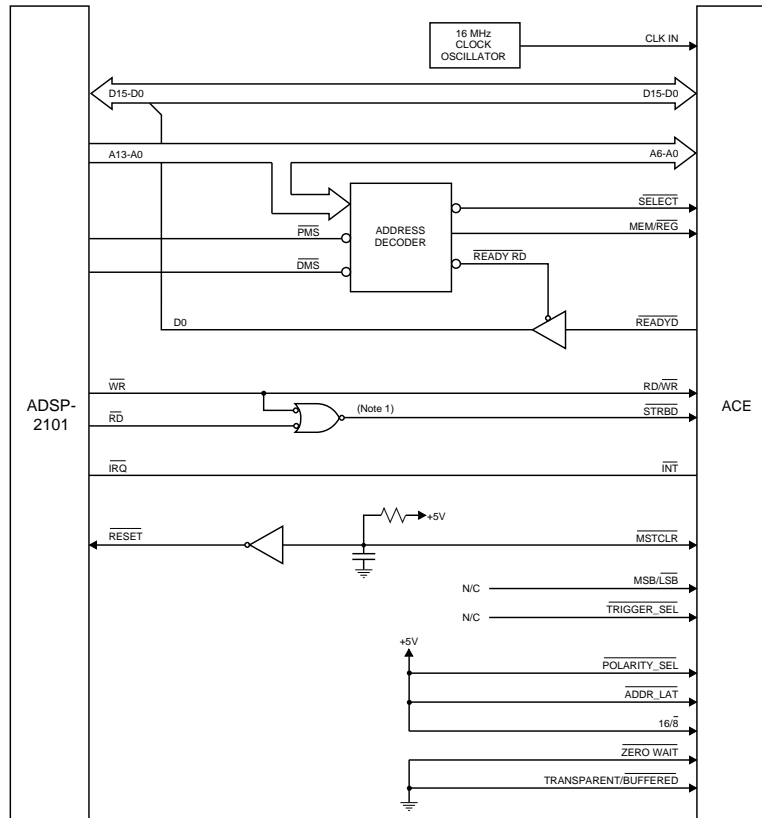 16 MHz
CLOCK
OSCILLATOR
CLK IN
D15-D0
D15-D0
A13-A0
A6-A0
ADDRESS
DECODER
SELECT
PMS
MEM/REG
DMS
READY RD
D0
READYD
WR
RD/WR
(Note 1)
ADSP-
2101
STRBD
ACE
RD
IRQ
INT
+5V
RESET
MSTCLR
N/C
MSB/LSB
N/C
TRIGGER_SEL
+5V
POLARITY_SEL
ADDR_LAT
16/8
ZERO WAIT
TRANSPARENT/BUFFERED